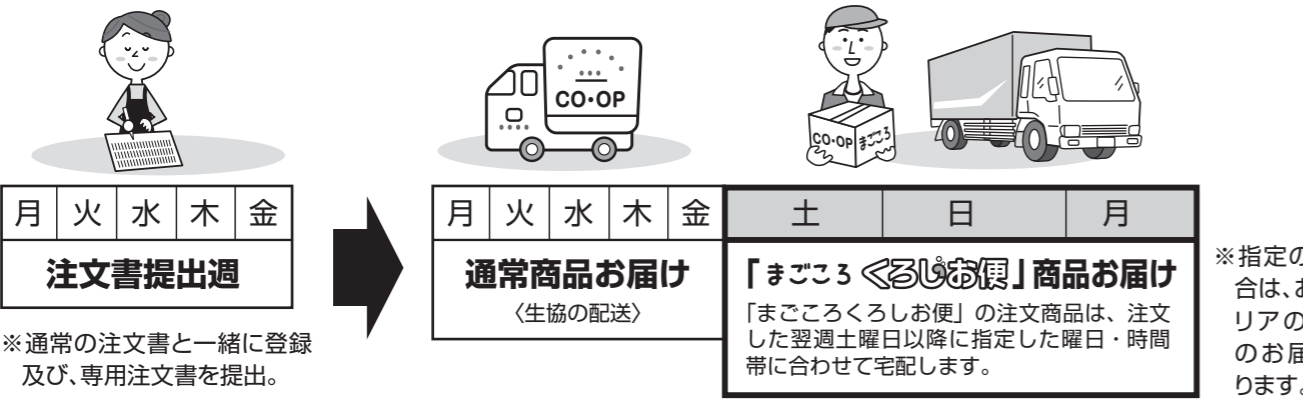 CO・OP
CO・OP まごころ
月 火 水 木 金
注文書提出週
※通常の注文書と一緒に登録
及び、専用注文書を提出。
月 火 水 木 金 土 日 月
通常商品お届け
〈生協の配送〉
「まごころくらしお便」商品お届け
「まごころくらしお便」の注文商品は、注文
した翌週土曜日以降に指定した曜日・時間
帯に合わせて宅配します。
※指定の
合は、お
リアの
のお届
ります。